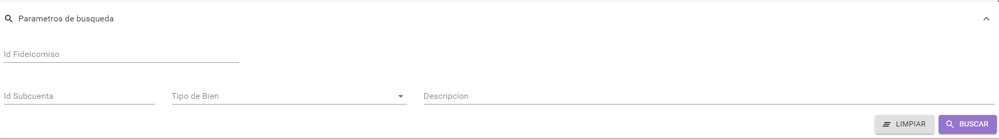 Parametros de busqueda
Id Fideicomiso
Id Subcuenta Tipo de Bien Descripcion
LIMPIAR BUSCAR